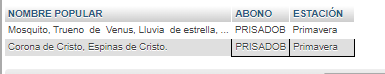 NOMBRE POPULAR ABONO ESTACIÓN
Mosquito, Trueno de Venus, Lluvia de estrella, ... PRISADOB Primavera
Corona de Cristo, Espinas de Cristo. PRISADOB Primavera